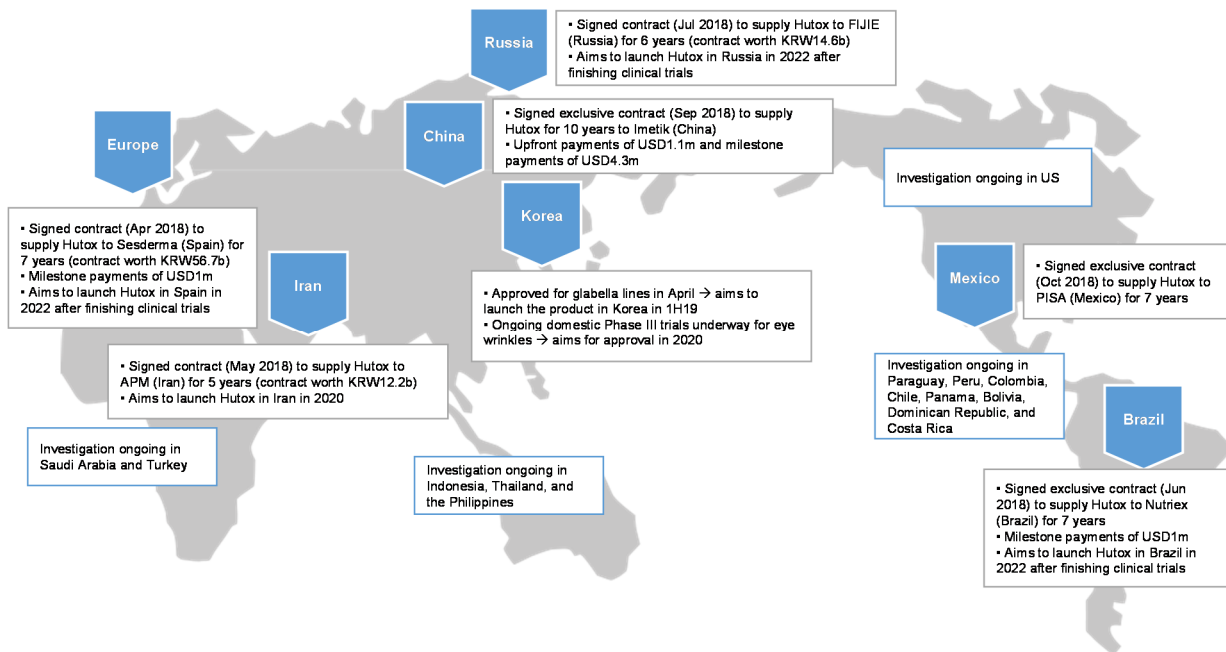 Russia
▪ Signed contract (Jul 2018) to supply Hutox to FIJIE
(Russia) for 6 years (contract worth KRW14.6b)
▪ Aims to launch Hutox in Russia in 2022 after
finishing clinical trials
China
▪ Signed exclusive contract (Sep 2018) to supply
Hutox for 10 years to Imetik (China)
▪ Upfront payments of USD1.1m and milestone
payments of USD4.3m
Europe
▪ Signed contract (Apr 2018) to
supply Hutox to Sesderma (Spain) for
7 years (contract worth KRW56.7b)
▪ Milestone payments of USD1m
▪ Aims to launch Hutox in Spain in
2022 after finishing clinical trials
Korea
▪ Approved for glabella lines in April → aims to
launch the product in Korea in 1H19
▪ Ongoing domestic Phase III trials underway for eye
wrinkles → aims for approval in 2020
Iran
▪ Signed contract (May 2018) to supply Hutox to
APM (Iran) for 5 years (contract worth KRW12.2b)
▪ Aims to launch Hutox in Iran in 2020
Investigation ongoing in US
Mexico
▪ Signed exclusive contract
(Oct 2018) to supply Hutox to
PISA (Mexico) for 7 years
Investigation ongoing in
Paraguay, Peru, Colombia,
Chile, Panama, Bolivia,
Dominican Republic, and
Costa Rica
Brazil
▪ Signed exclusive contract (Jun
2018) to supply Hutox to Nutriex
(Brazil) for 7 years
▪ Milestone payments of USD1m
▪ Aims to launch Hutox in Brazil in
2022 after finishing clinical trials
Investigation ongoing in
Saudi Arabia and Turkey
Investigation ongoing in
Indonesia, Thailand, and
the Philippines